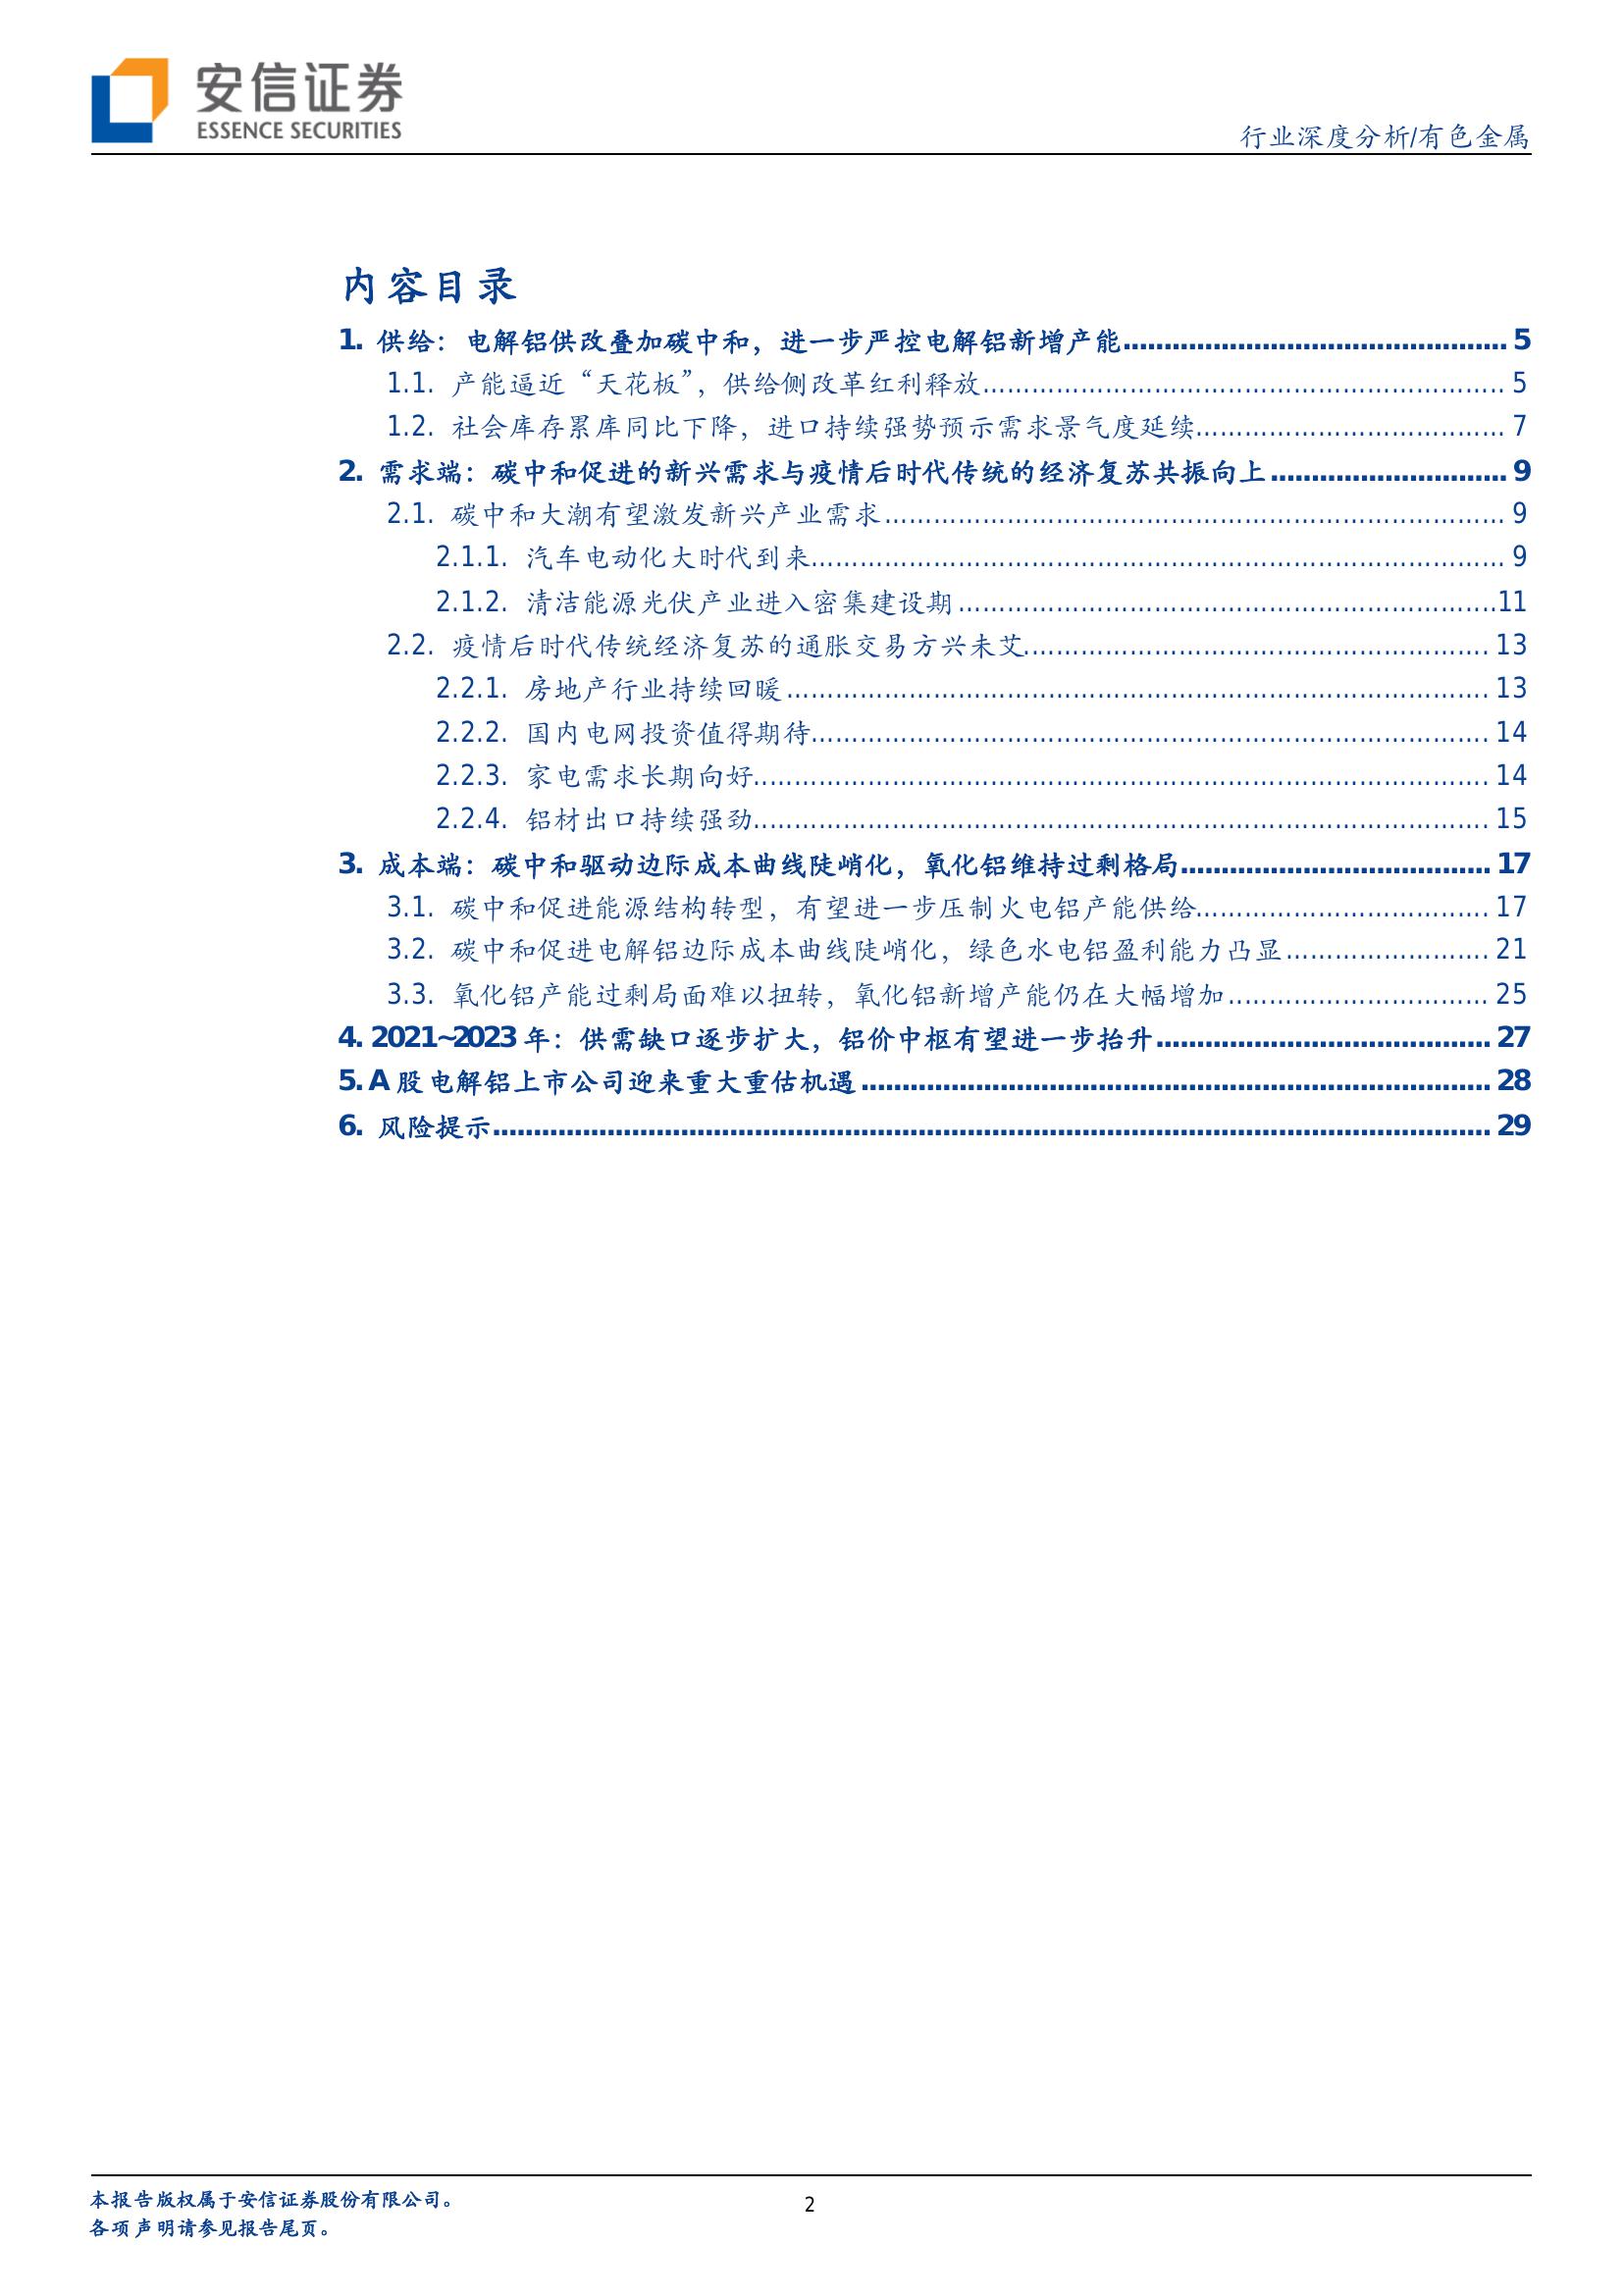 安信证券
ESSENCE SECURITIES
行业深度分析/有色金属
内容目录
1. 供给：电解铝供改叠加碳中和，进一步严控电解铝新增产能 5
1.1. 产能逼近“天花板”，供给侧改革红利释放 5
1.2. 社会库存累库同比下降，进口持续强势预示需求景气度延续 7
2. 需求端：碳中和促进的新兴需求与疫情后时代传统的经济复苏共振向上 9
2.1. 碳中和大潮有望激发新兴产业需求 9
2.1.1. 汽车电动化大时代到来 9
2.1.2. 清洁能源光伏产业进入密集建设期 11
2.2. 疫情后时代传统经济复苏的通胀交易方兴未艾 13
2.2.1. 房地产行业持续回暖 13
2.2.2. 国内电网投资值得期待 14
2.2.3. 家电需求长期向好 14
2.2.4. 铝材出口持续强劲 15
3. 成本端：碳中和驱动边际成本曲线陡峭化，氧化铝维持过剩格局 17
3.1. 碳中和促进能源结构转型，有望进一步压制火电铝产能供给 17
3.2. 碳中和促进电解铝边际成本曲线陡峭化，绿色水电铝盈利能力凸显 21
3.3. 氧化铝产能过剩局面难以扭转，氧化铝新增产能仍在大幅增加 25
4. 2021~2023 年：供需缺口逐步扩大，铝价中枢有望进一步抬升 27
5. A 股电解铝上市公司迎来重大重估机遇 28
6. 风险提示 29
本报告版权属于安信证券股份有限公司。
各项声明请参见报告尾页。
2